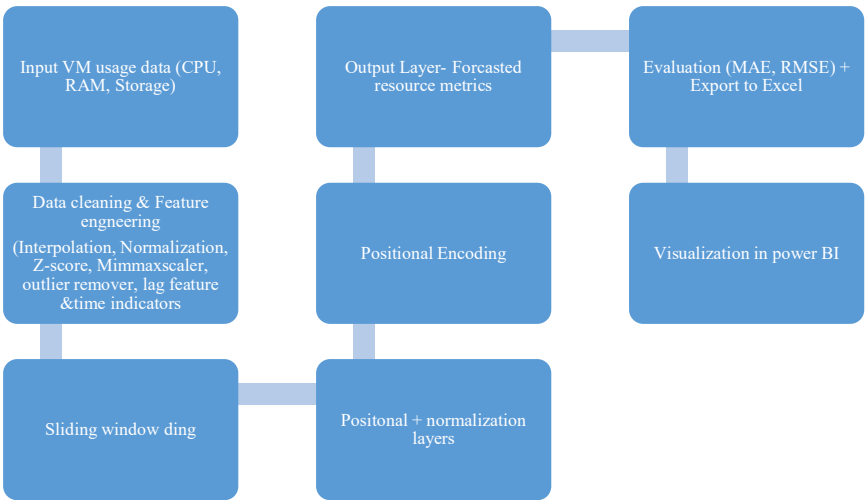 Input VM usage data (CPU,
RAM, Storage)
Data cleaning & Feature
engneering
(Interpolation, Normalization,
Z-score, Mimmaxscaler,
outlier remover, lag feature
&time indicators
Sliding window ding
Positonal + normalization
layers
Positional Encoding
Output Layer- Forcasted
resource metrics
Evaluation (MAE, RMSE) +
Export to Excel
Visualization in power BI